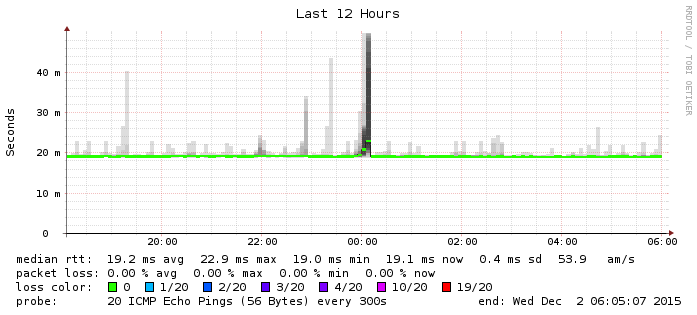 Last 12 Hours
RRDTOOL / TOBI OETIKER
Seconds
40 m
30 m
20 m
10 m
0
20:00 22:00 00:00 02:00 04:00 06:00
median rtt: 19.2 ms avg 22.9 ms max 19.0 ms min 19.1 ms now 0.4 ms sd 53.9 am/s
packet loss: 0.00 % avg 0.00 % max 0.00 % min 0.00 % now
loss color: 0 1/20 2/20 3/20 4/20 10/20 19/20
probe: 20 ICMP Echo Pings (56 Bytes) every 300s end: Wed Dec 2 06:05:07 2015